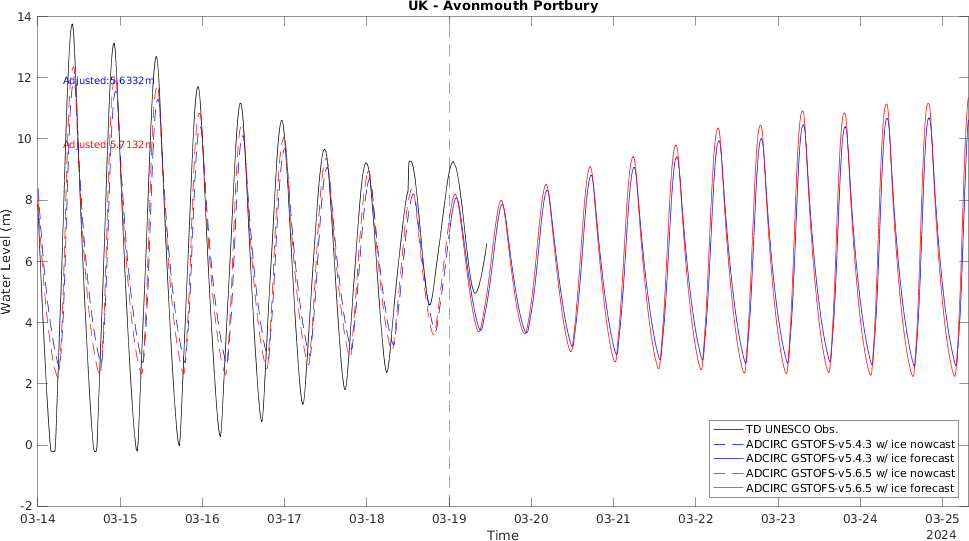 UK - Avonmouth Portbury
14
12
10
8
6
4
2
0
-2
Water Level (m)
Adjusted:5.6332m
Adjusted:5.7132m
TD UNESCO Obs.
ADCIRC GSTOFS-v5.4.3 w/ ice nowcast
ADCIRC GSTOFS-v5.4.3 w/ ice forecast
ADCIRC GSTOFS-v5.6.5 w/ ice nowcast
ADCIRC GSTOFS-v5.6.5 w/ ice forecast
03-14 03-15 03-16 03-17 03-18 03-19 03-20 03-21 03-22 03-23 03-24 03-25
Time
2024